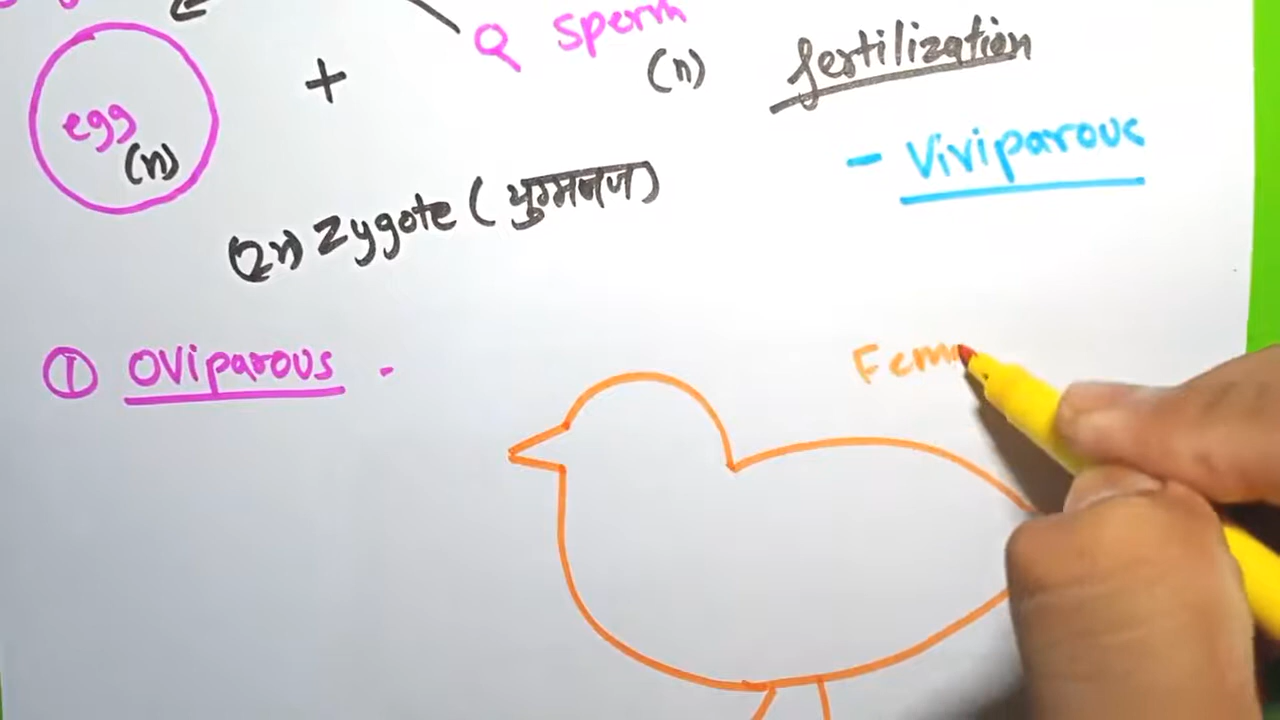 sperm
(n)
fertilization
egg
(n)
+
- Viviparous
(2n) Zygote (युग्मनज)
① Oviparous -
Fem